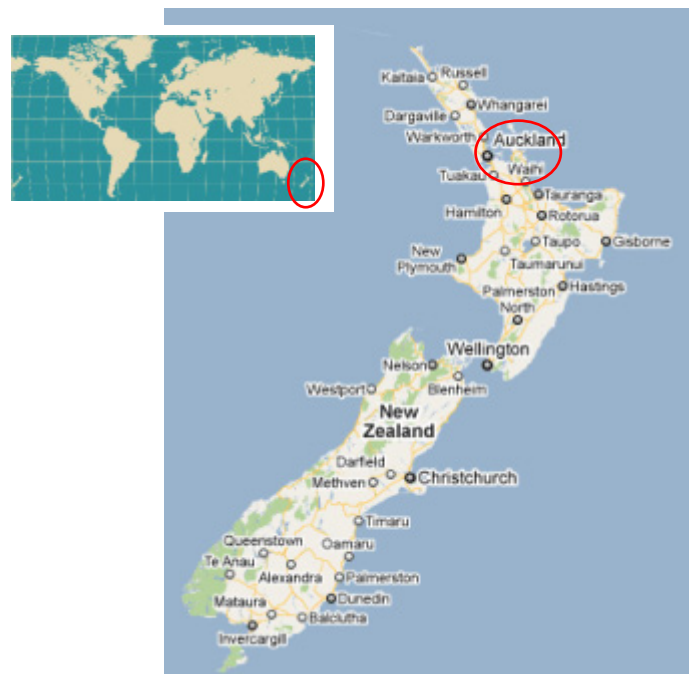 Kaitaia
Russell
Whangarei
Dargaville
Warkworth
Auckland
Waihi
Tuakau
Tauranga
Hamilton
Rotorua
Taupo
Gisborne
New
Plymouth
Taumarunui
Hastings
Palmerston
North
Wellington
Nelson
Blenheim
Westport
New
Zealand
Darfield
Methven
Christchurch
Timaru
Queenstown
Oamaru
Te Anau
Alexandra
Palmerston
Mataura
Dunedin
Balclutha
Invercargill